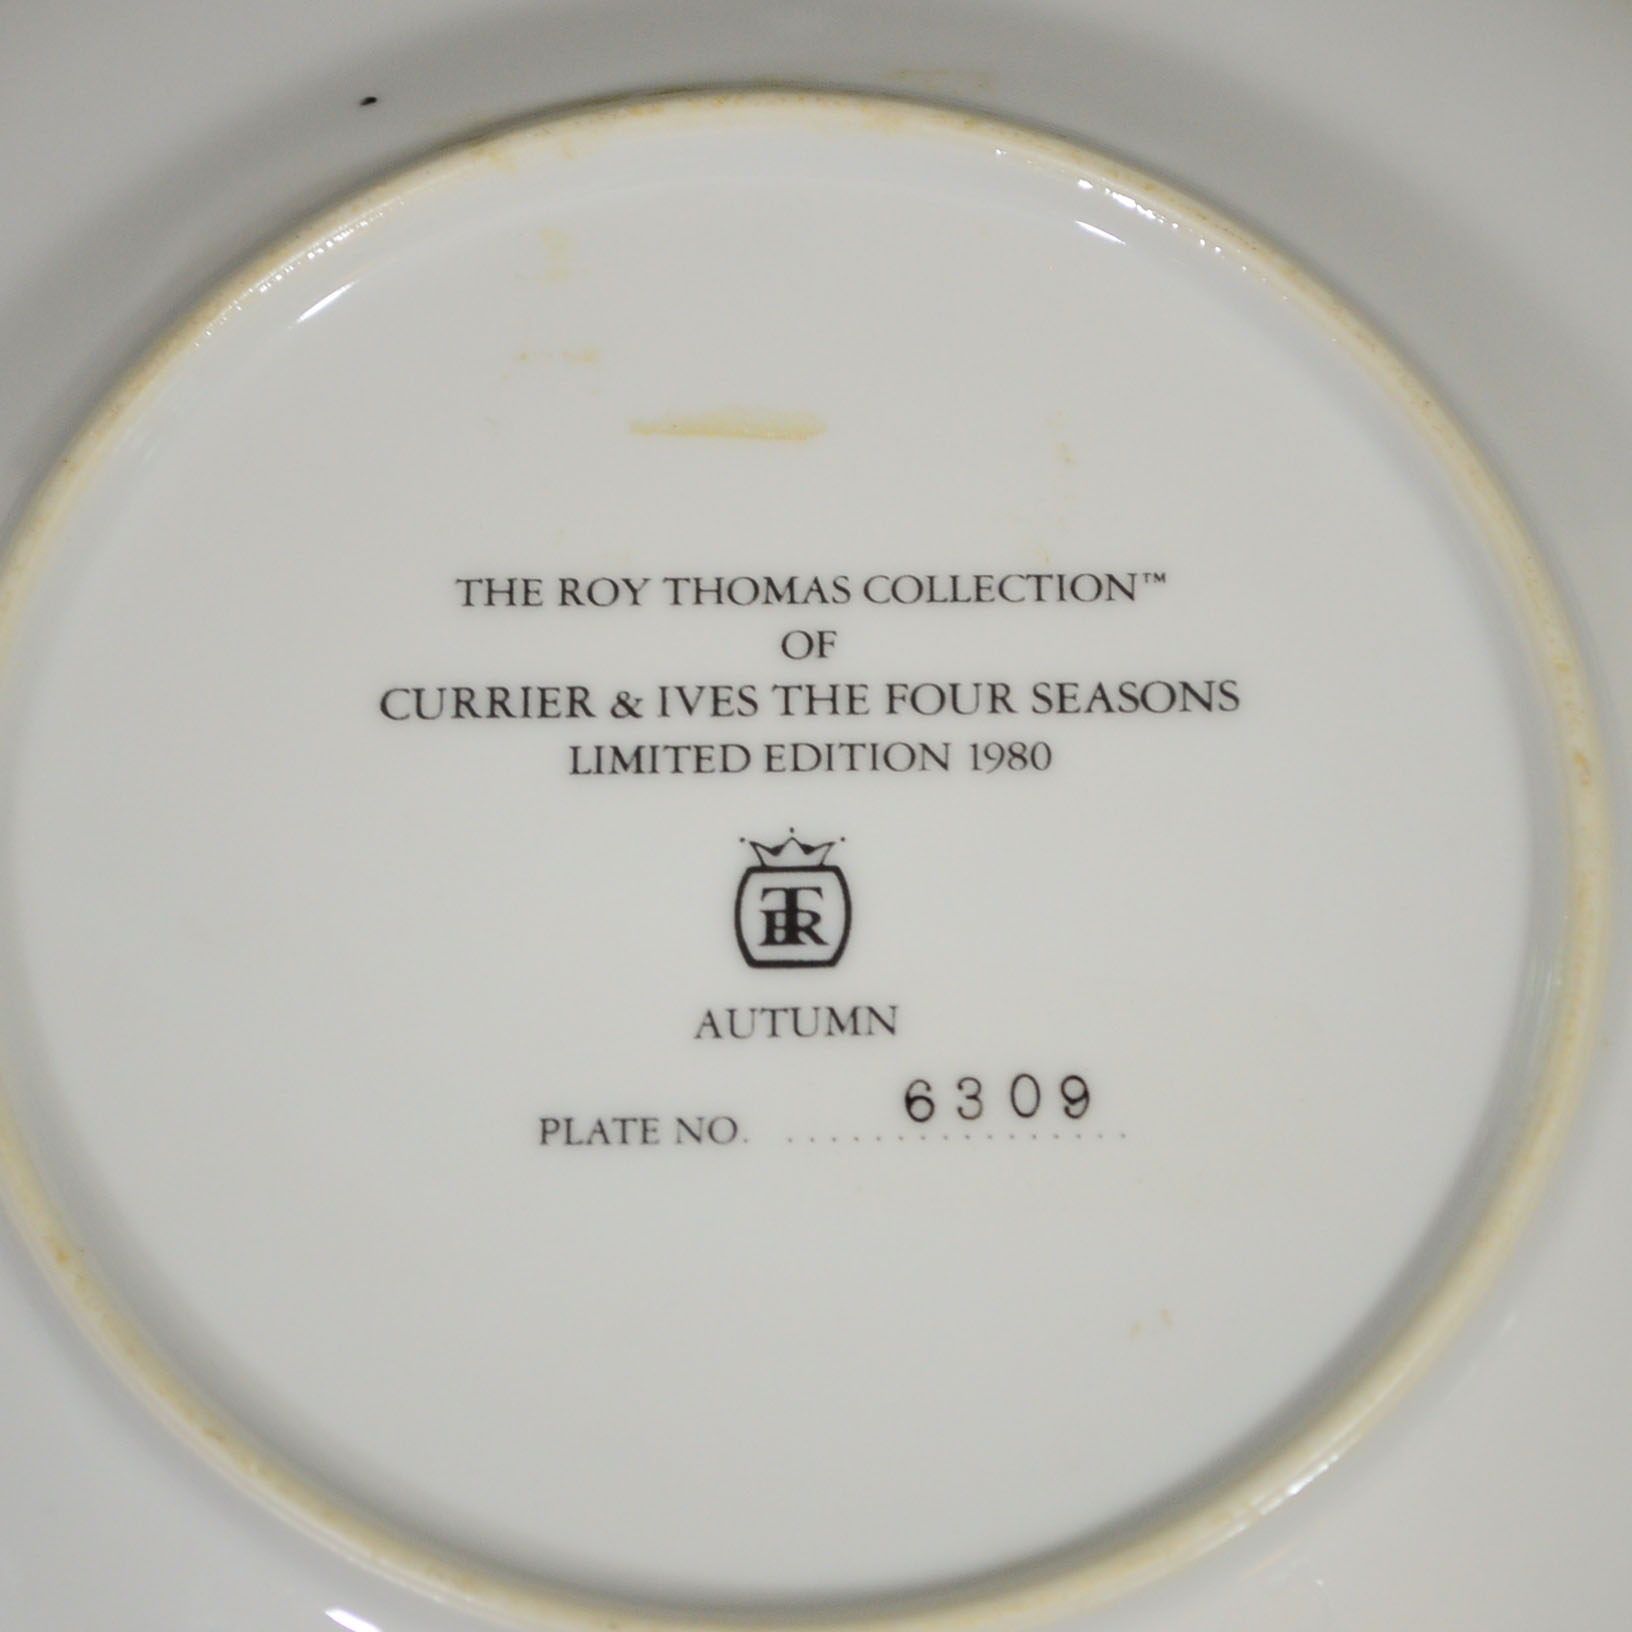 THE ROY THOMAS COLLECTION™
OF
CURRIER & IVES THE FOUR SEASONS
LIMITED EDITION 1980
TR
AUTUMN
PLATE NO. ................ 6309